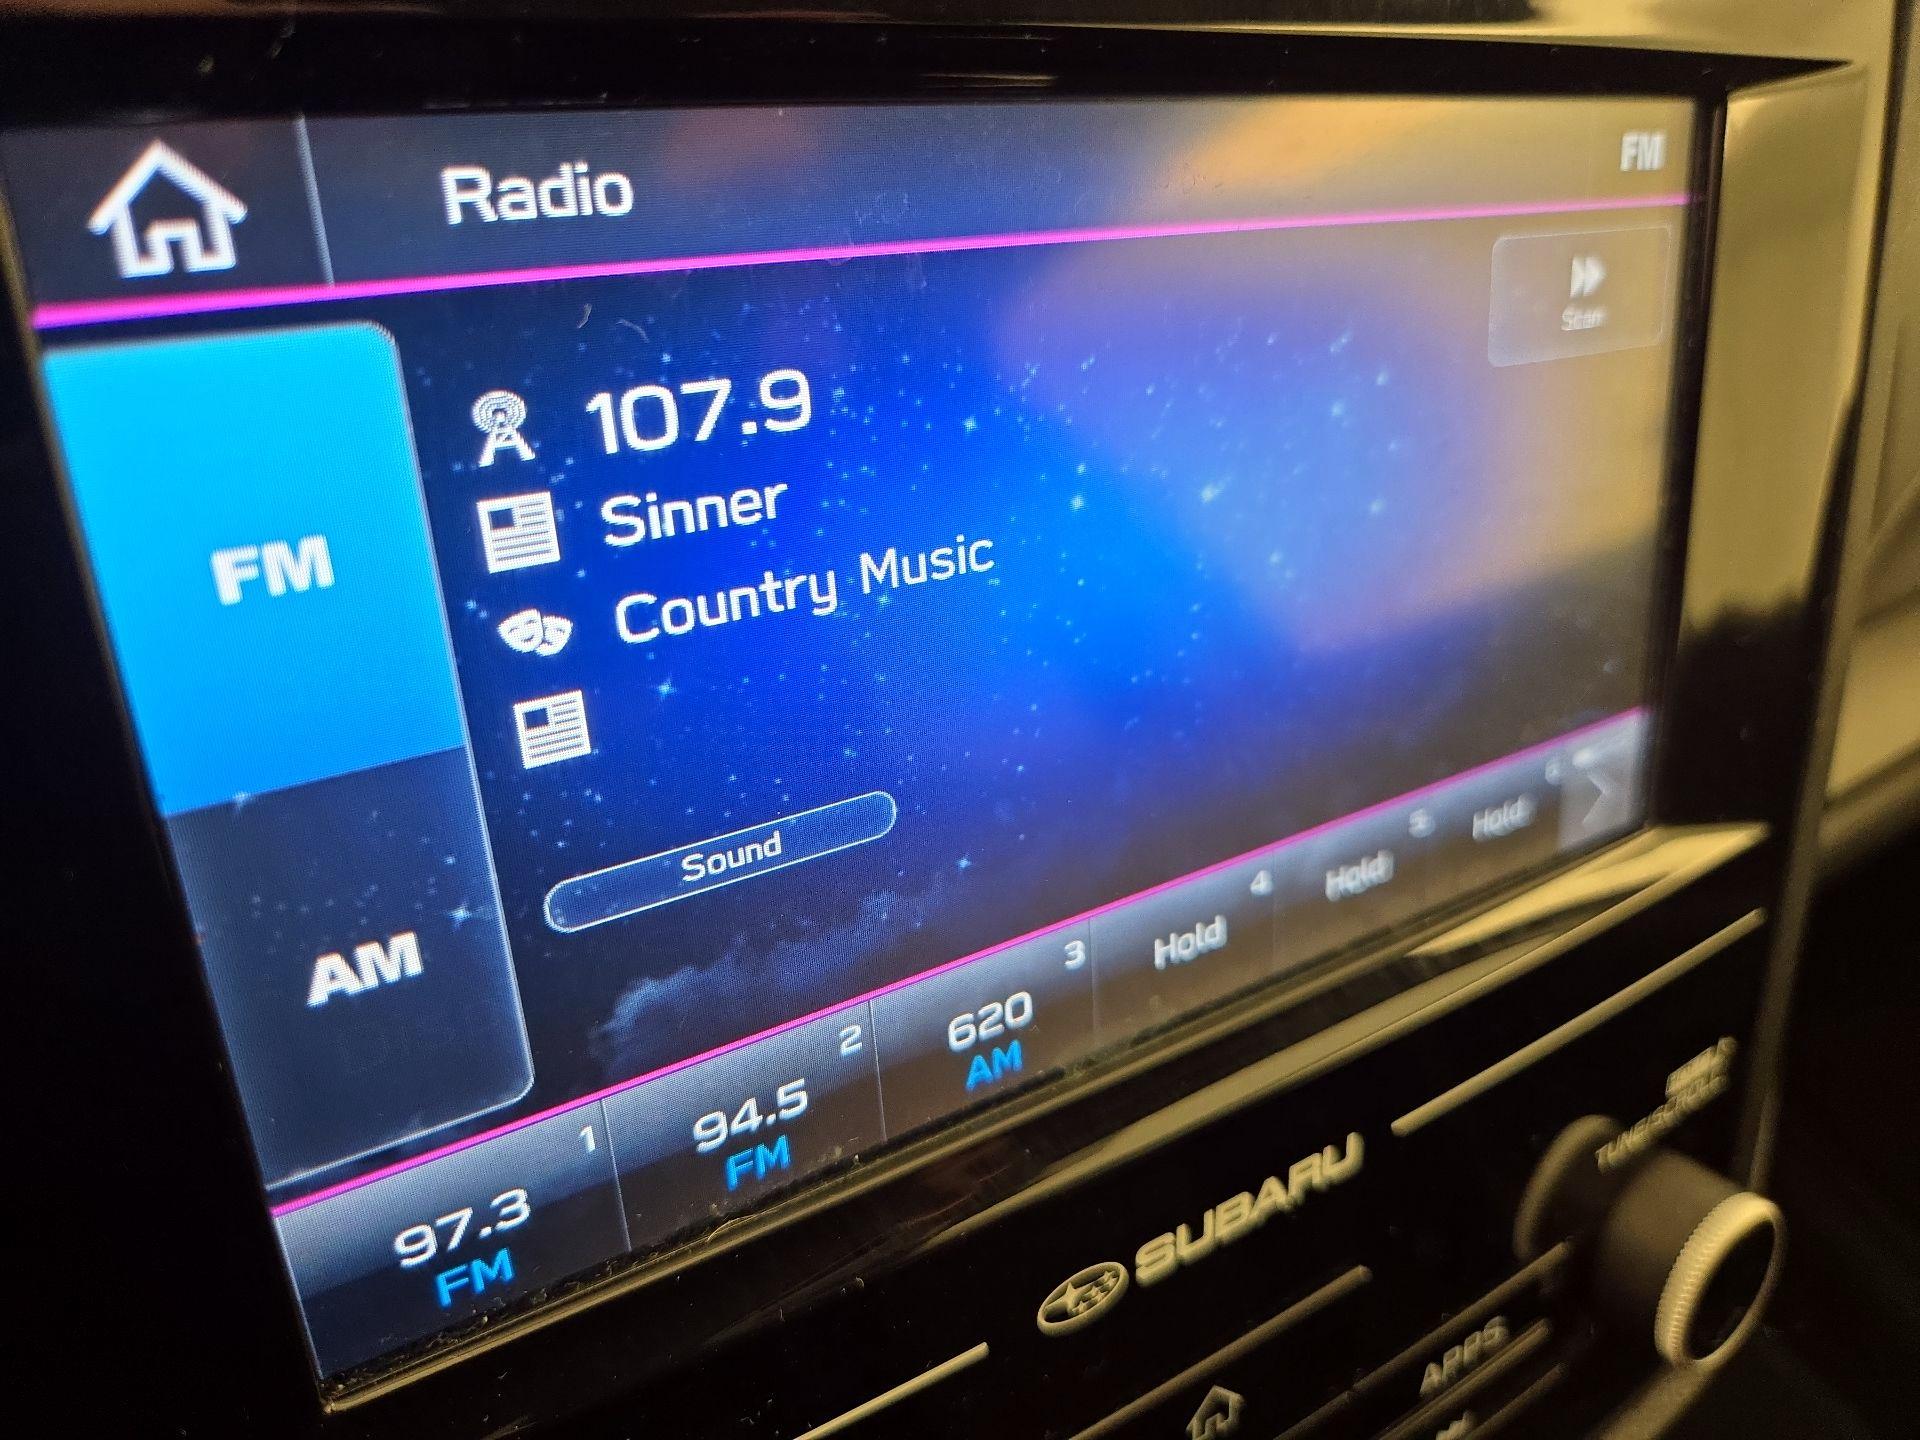 Radio
FM
Scan
107.9
Sinner
Country Music
FM
AM
Sound
1
97.3
FM
2
94.5
FM
3
620
AM
4
Hold
5
Hold
6
Hold
SUBARU
TUNE/SCROLL
APPS